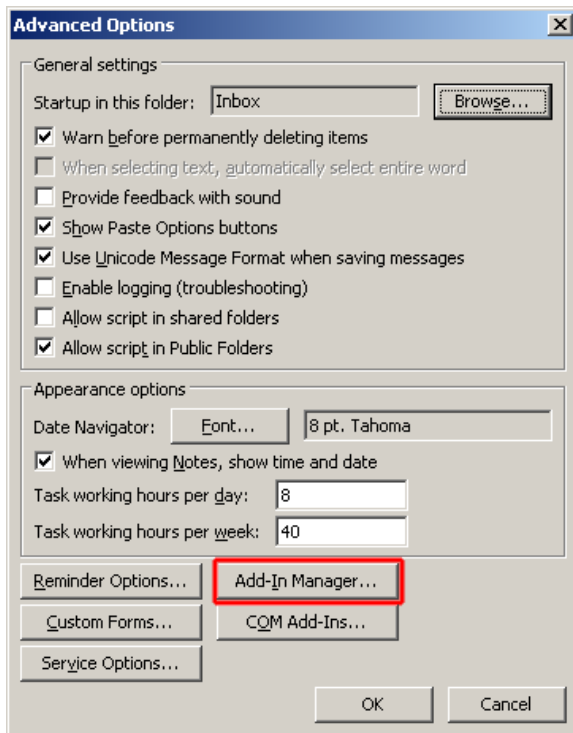 Advanced Options
General settings
Startup in this folder: Inbox Browse...
Warn before permanently deleting items
When selecting text, automatically select entire word
Provide feedback with sound
Show Paste Options buttons
Use Unicode Message Format when saving messages
Enable logging (troubleshooting)
Allow script in shared folders
Allow script in Public Folders
Appearance options
Date Navigator: Font... 8 pt. Tahoma
When viewing Notes, show time and date
Task working hours per day: 8
Task working hours per week: 40
Reminder Options... Add-In Manager...
Custom Forms... COM Add-Ins...
Service Options...
OK Cancel